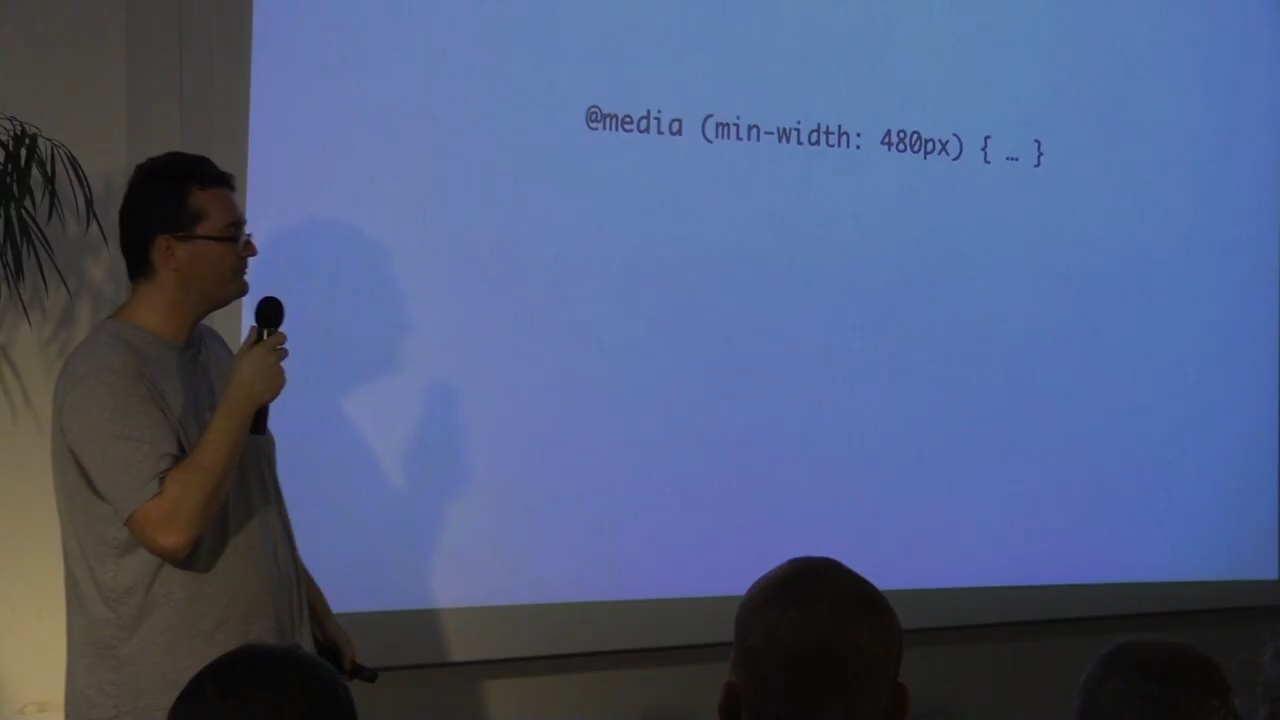 @media (min-width: 480px) { … }